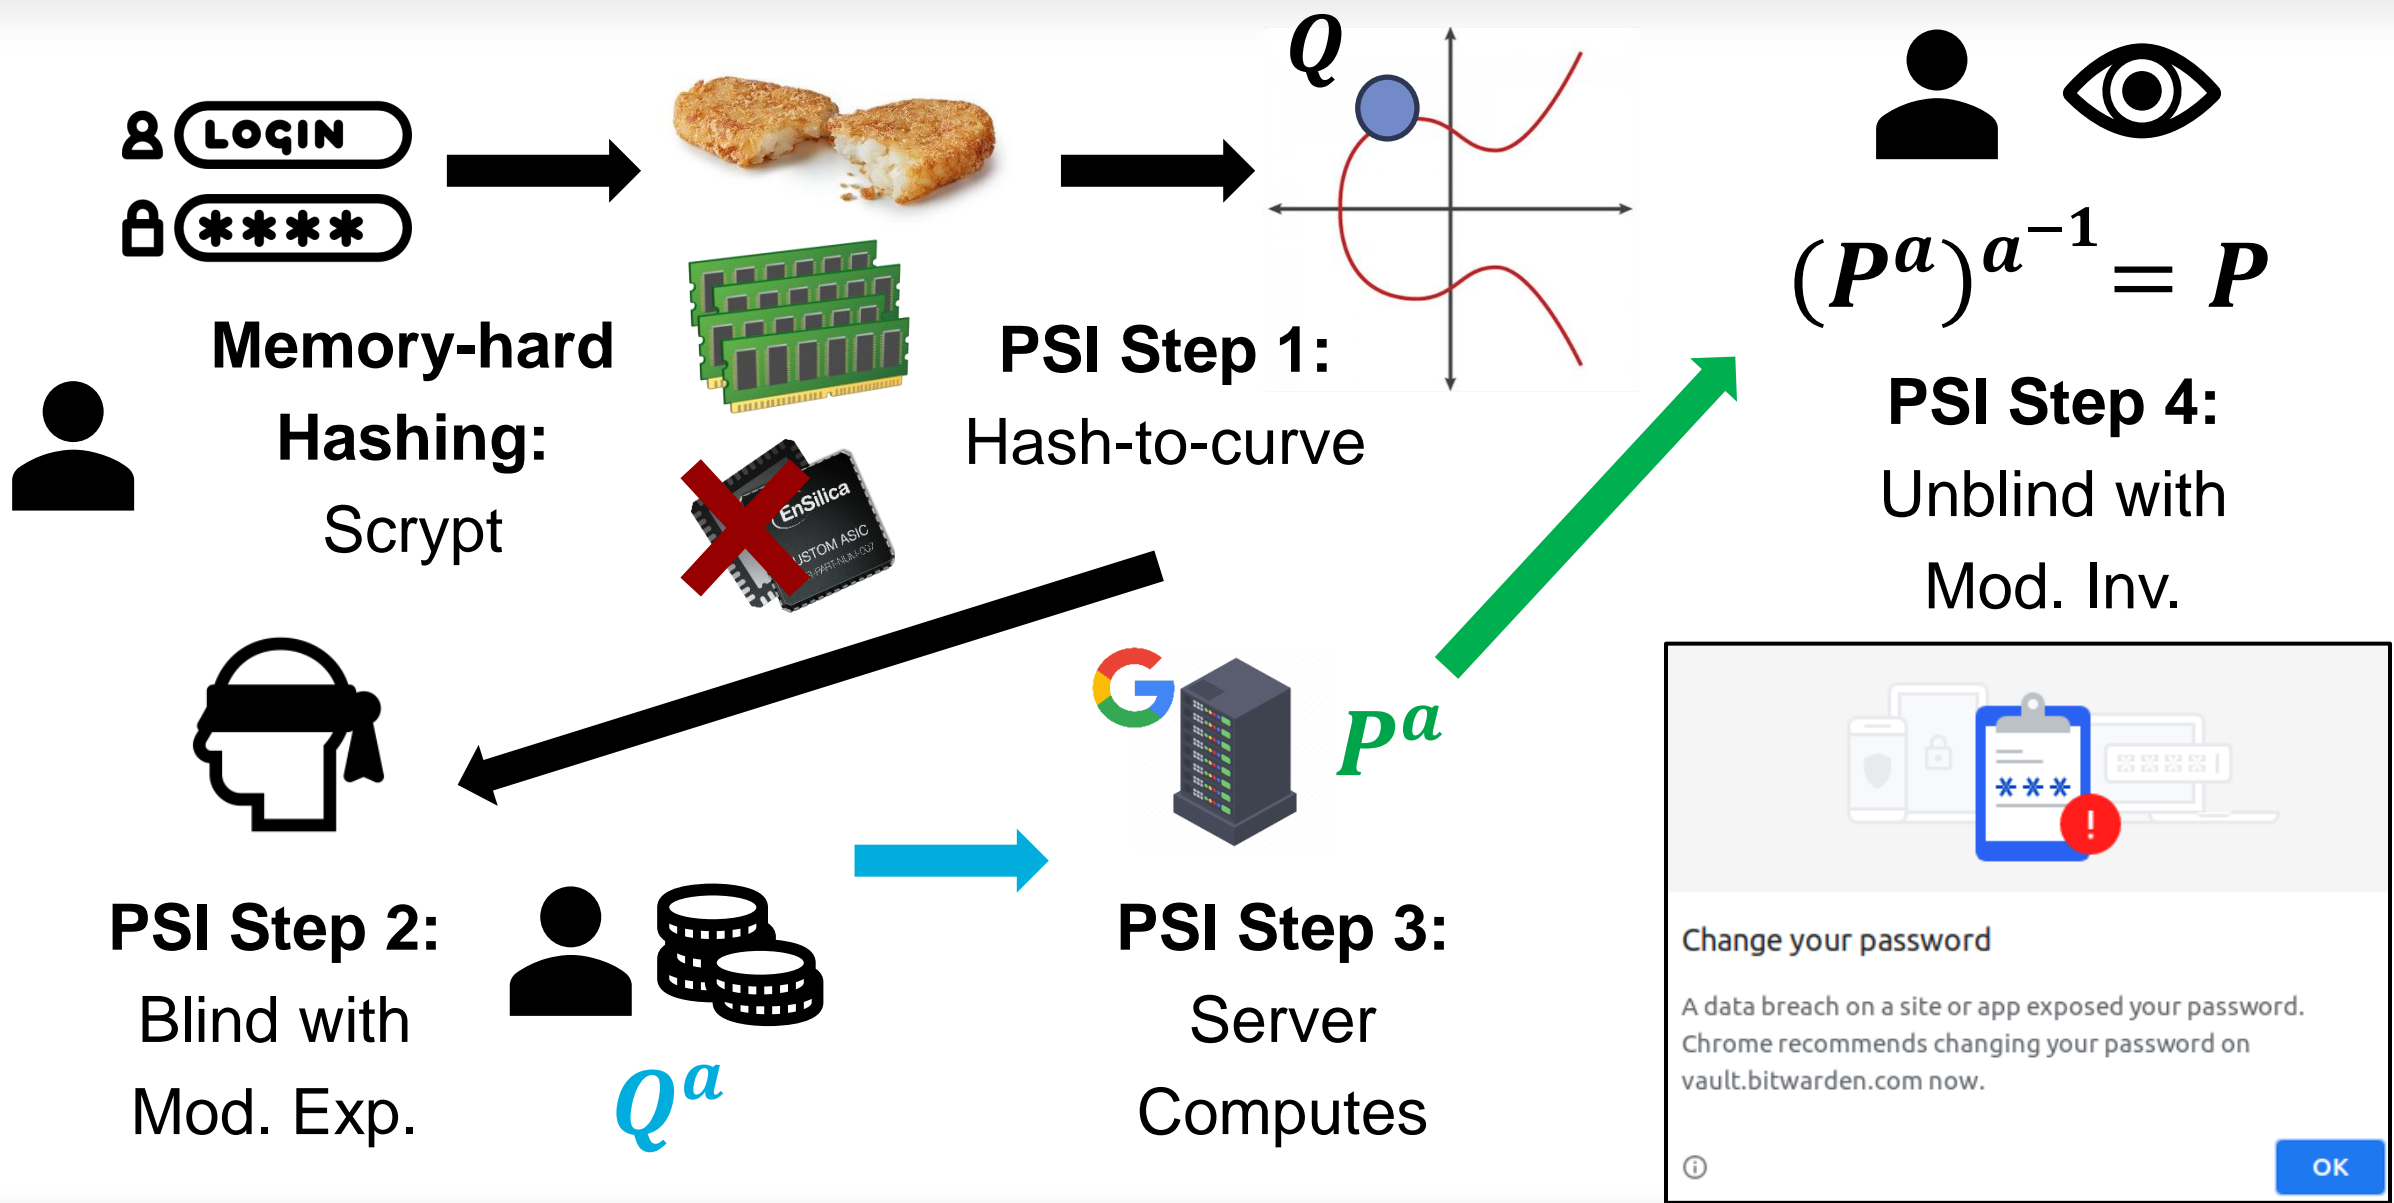 LOGIN
****
Memory-hard
Hashing:
Scrypt
EnSilica
CUSTOM ASIC
Q
PSI Step 1:
Hash-to-curve
PSI Step 2:
Blind with
Mod. Exp.
Q^a
G
P^a
PSI Step 3:
Server
Computes
(P^a)^{a^{-1}} = P
PSI Step 4:
Unblind with
Mod. Inv.
***
!
Change your password
A data breach on a site or app exposed your password.
Chrome recommends changing your password on
vault.bitwarden.com now.
OK